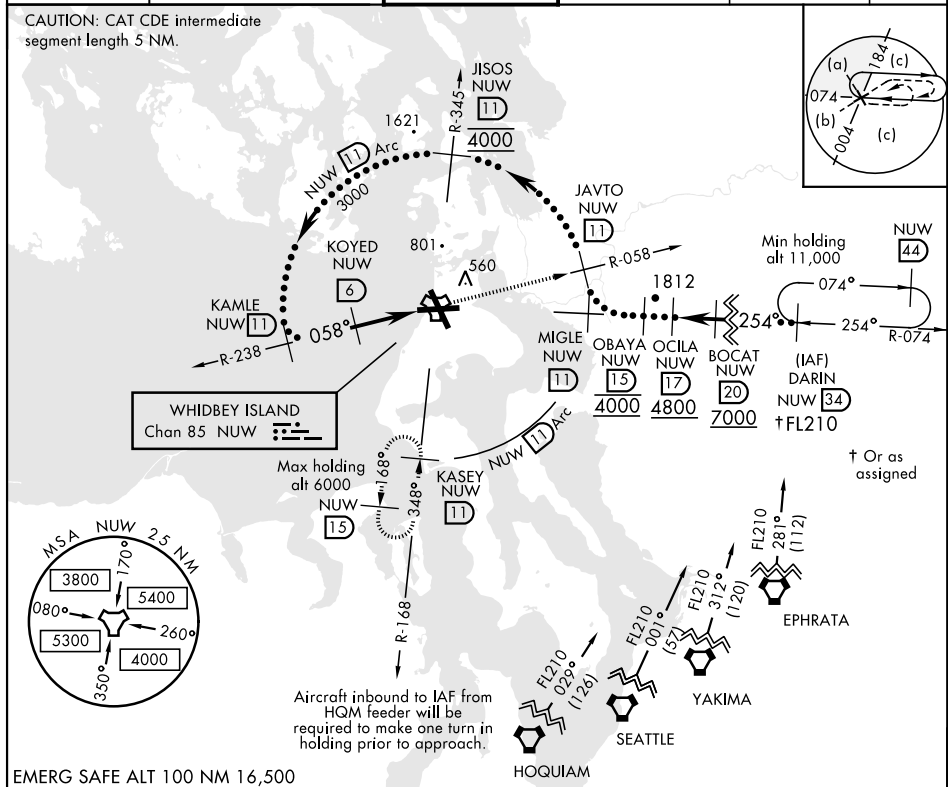 CAUTION: CAT CDE intermediate
segment length 5 NM.
JISOS
NUW
11
4000
R-345
1621
NUW 11 Arc
3000
JAVTO
NUW
11
R-058
KOYED
NUW
6
801
560
058°
KAMLE
NUW 11
R-238
1812
MIGLE
NUW
11
OBAYA
NUW
15
4000
OCILA
NUW
17
4800
BOCAT
NUW
20
7000
254°
(IAF)
DARIN
NUW 34
†FL210
Min holding
alt 11,000
NUW
44
074°
254°
R-074
† Or as
assigned
(a)
(c)
184
074
(b)
004
(c)
WHIDBEY ISLAND
Chan 85 NUW
Max holding
alt 6000
NUW
15
168°
348°
KASEY
NUW
11
NUW 11 Arc
R-168
MSA NUW 25 NM
3800
170°
5400
080°
260°
5300
350°
4000
Aircraft inbound to IAF from
HQM feeder will be
required to make one turn in
holding prior to approach.
FL210
029°
(126)
HOQUIAM
FL210
001°
(57)
SEATTLE
FL210
312°
(120)
YAKIMA
FL210
281°
(112)
EPHRATA
EMERG SAFE ALT 100 NM 16,500